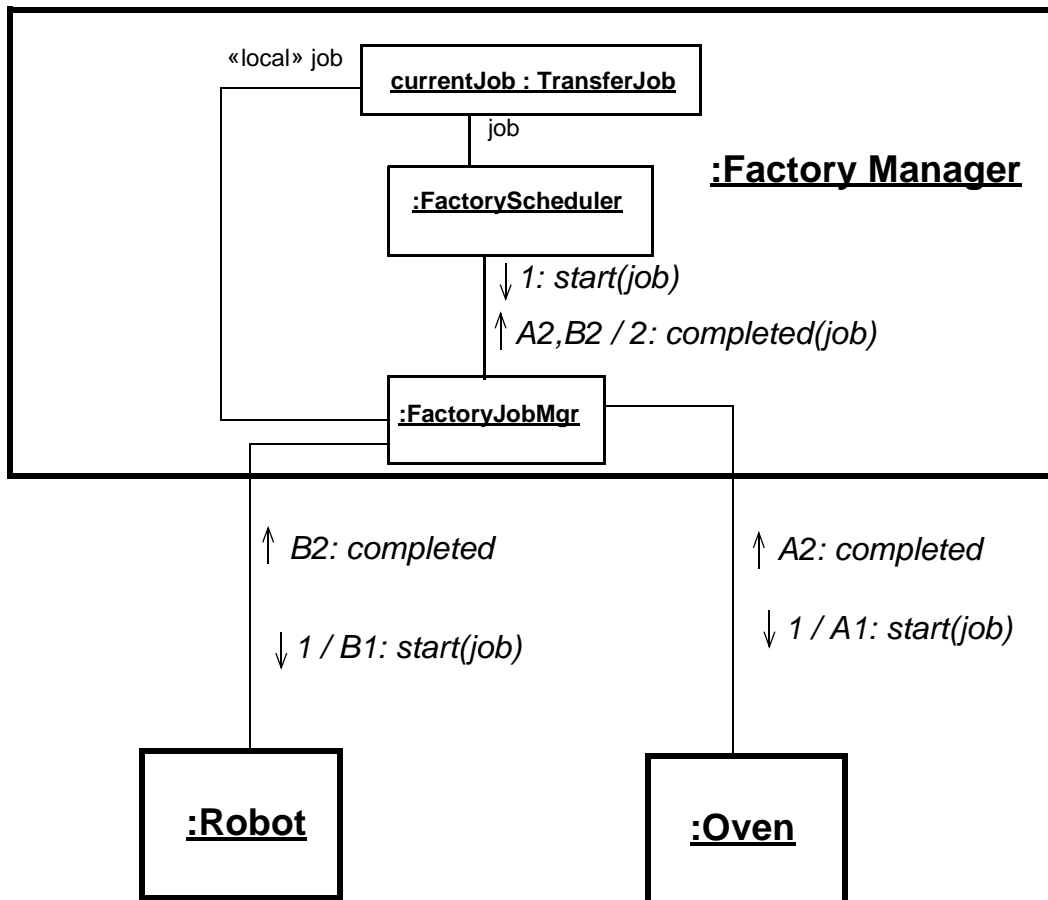 «local» job
currentJob : TransferJob
job
:Factory Manager
:FactoryScheduler
1: start(job)
A2,B2 / 2: completed(job)
:FactoryJobMgr
B2: completed
A2: completed
1 / B1: start(job)
1 / A1: start(job)
:Robot
:Oven